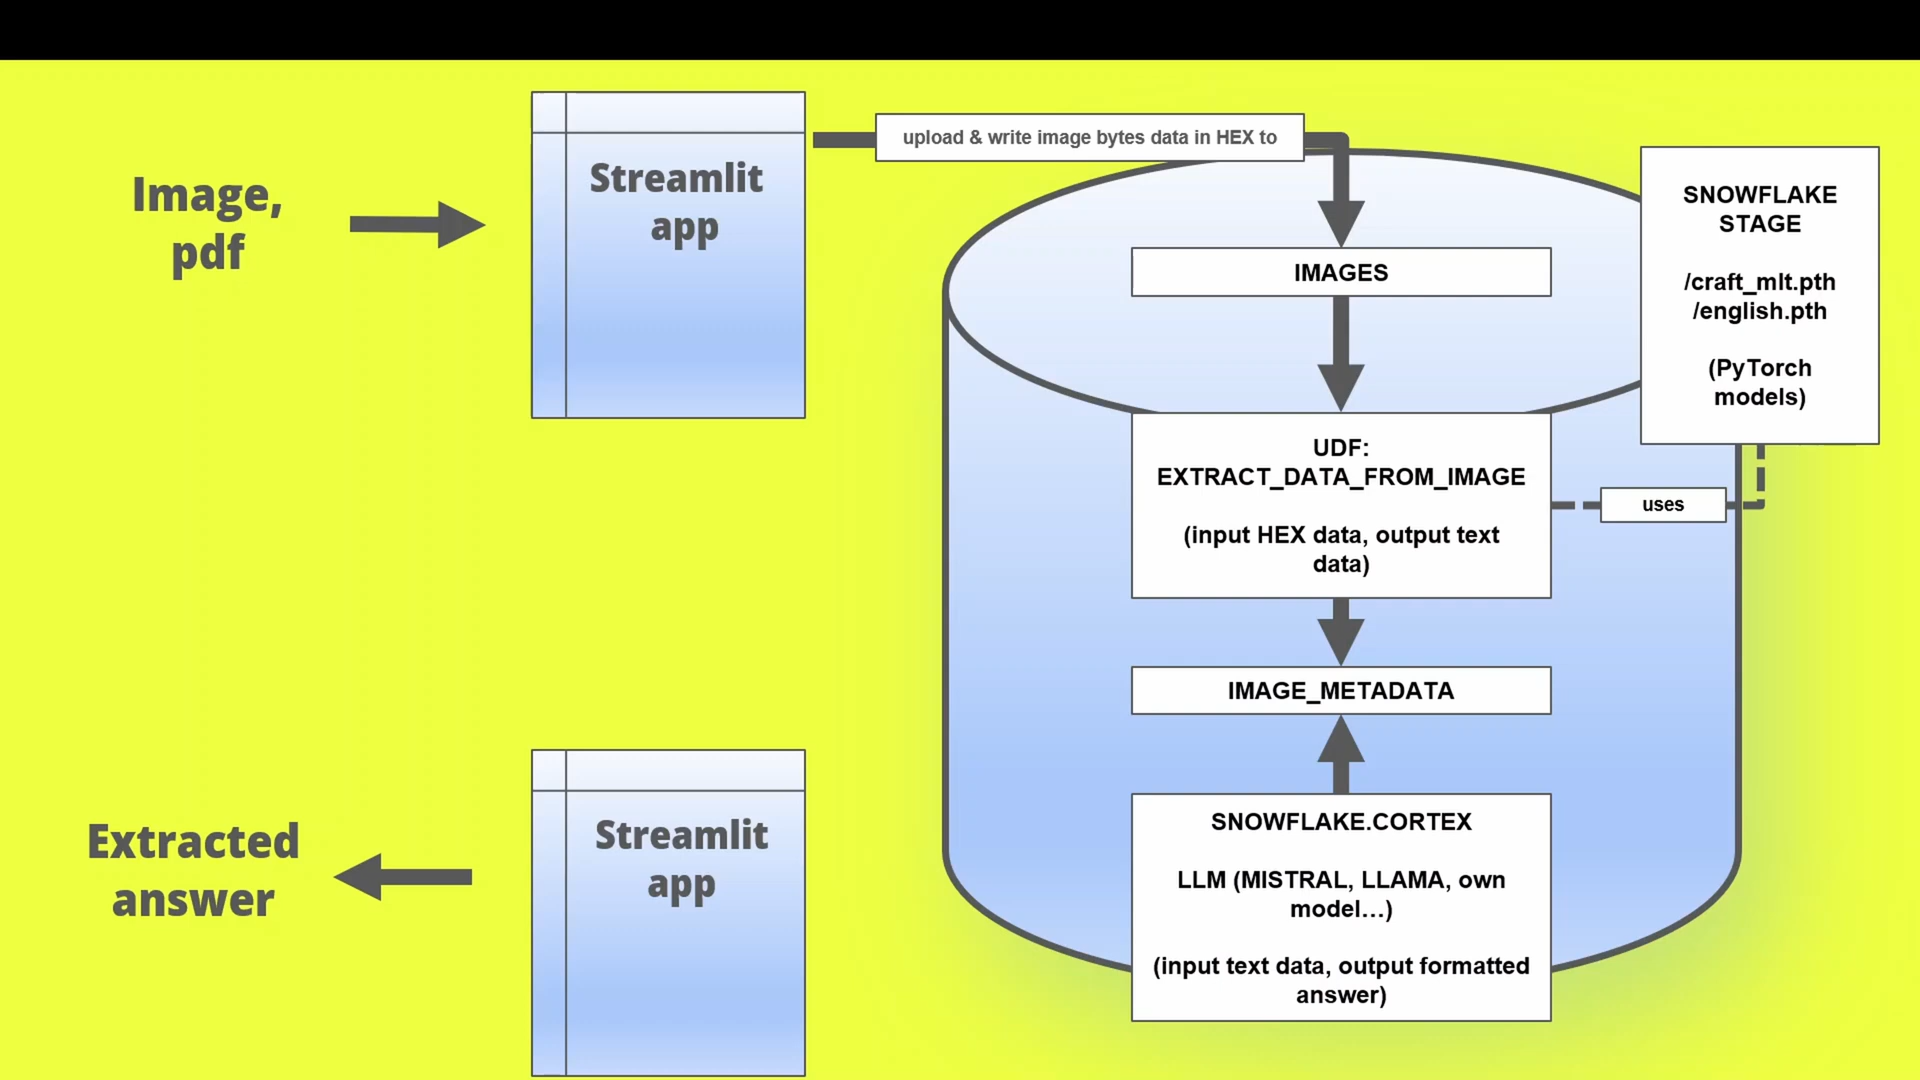 Image,
pdf
Streamlit
app
upload & write image bytes data in HEX to
IMAGES
SNOWFLAKE
STAGE
/craft_mlt.pth
/english.pth
(PyTorch
models)
UDF:
EXTRACT_DATA_FROM_IMAGE
(input HEX data, output text
data)
uses
IMAGE_METADATA
SNOWFLAKE.CORTEX
LLM (MISTRAL, LLAMA, own
model...)
(input text data, output formatted
answer)
Streamlit
app
Extracted
answer